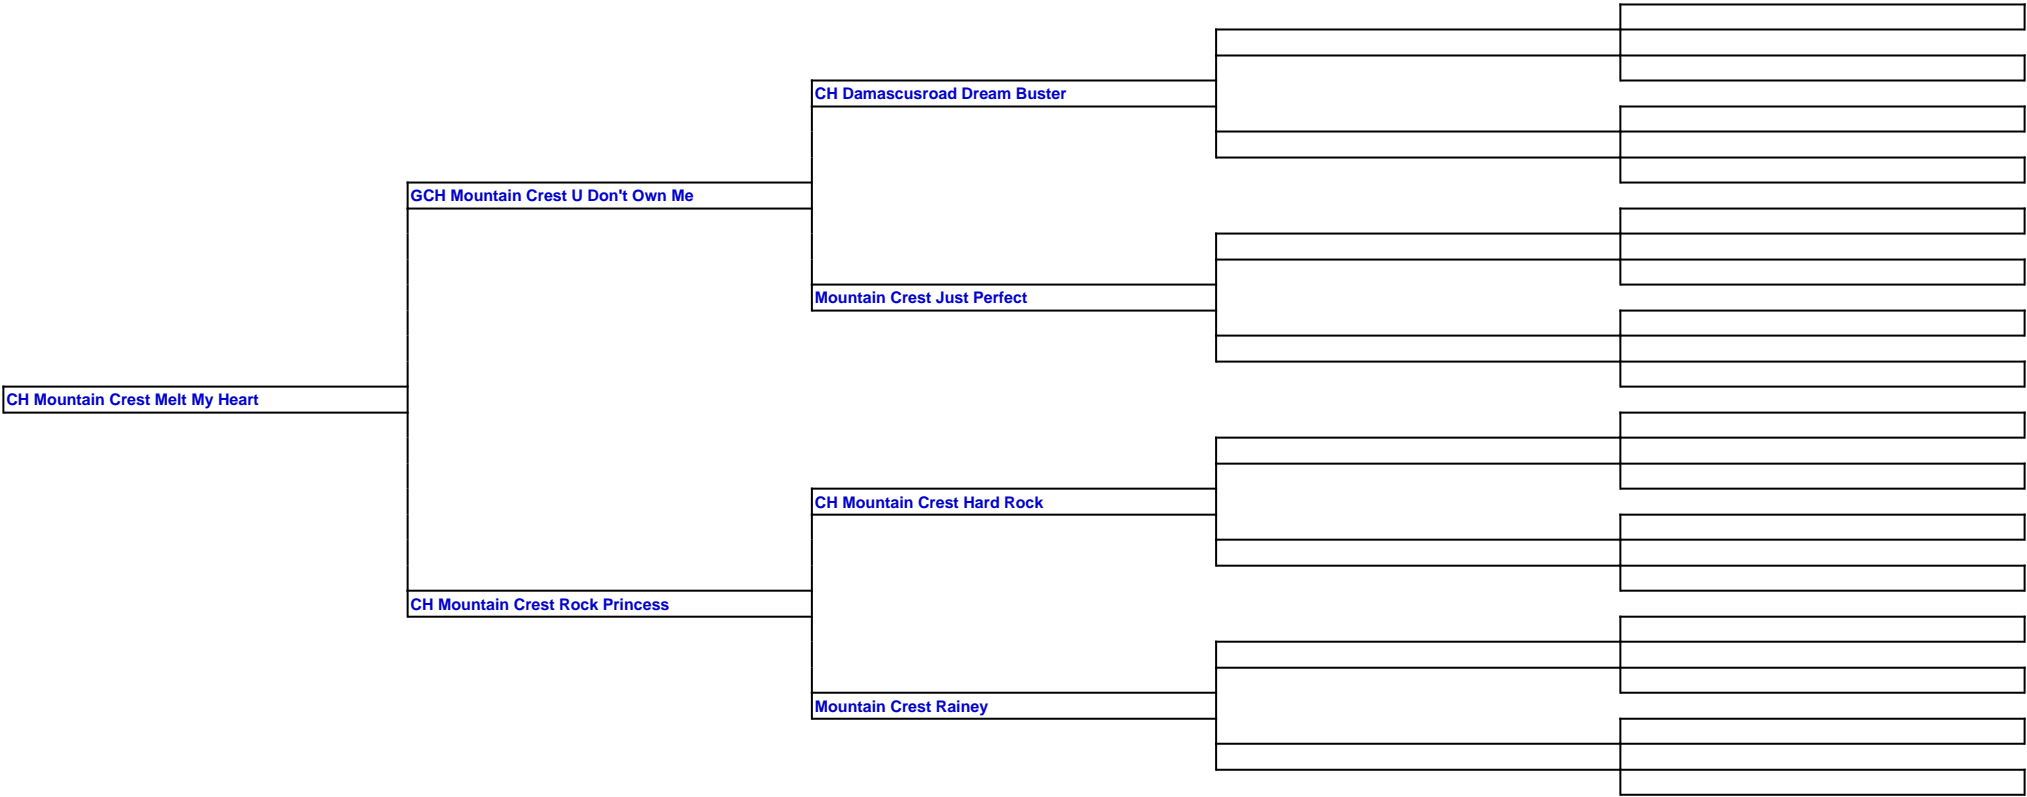 CH Damascusroad Dream Buster
GCH Mountain Crest U Don't Own Me
Mountain Crest Just Perfect
CH Mountain Crest Melt My Heart
CH Mountain Crest Hard Rock
CH Mountain Crest Rock Princess
Mountain Crest Rainey